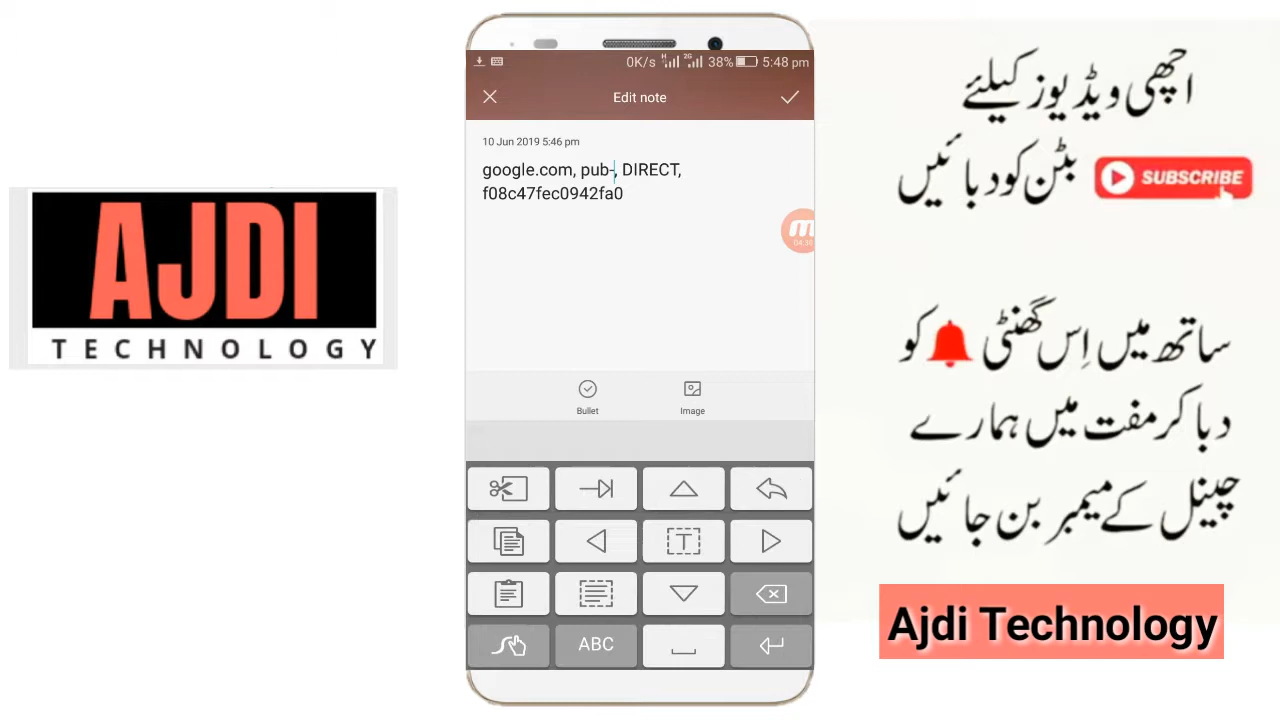 AJDI
TECHNOLOGY
0K/s 38% 5:48 pm
Edit note
10 Jun 2019 5:46 pm
google.com, pub-, DIRECT,
f08c47fec0942fa0
04:30
Bullet
Image
T
ABC
اچھی ویڈیوز کیلئے
SUBSCRIBE بٹن کو دبائیں
ساتھ میں اِس گھنٹی کو
دبا کر مفت میں ہمارے
چینل کے میمبر بن جائیں
Ajdi Technology